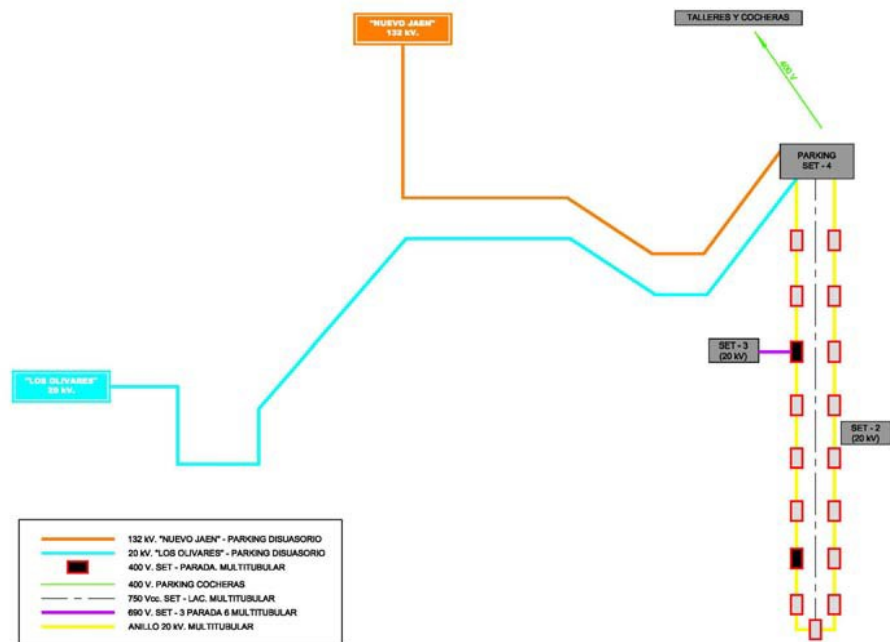 "NUEVO JAEN"
132 kV.
TALLERES Y COCHERAS
400 V
PARKING
SET - 4
SET - 3
(20 kV)
"LOS OLIVARES"
25 kV.
SET - 2
(20 kV)
132 kV. "NUEVO JAEN" - PARKING DISUASORIO
20 kV. "LOS OLIVARES" - PARKING DISUASORIO
400 V. SET - PARADA. MULTITUBULAR
400 V. PARKING COCHERAS
750 Vcc. SET - LAC. MULTITUBULAR
690 V. SET - 3 PARADA 6 MULTITUBULAR
ANILLO 20 kV. MULTITUBULAR